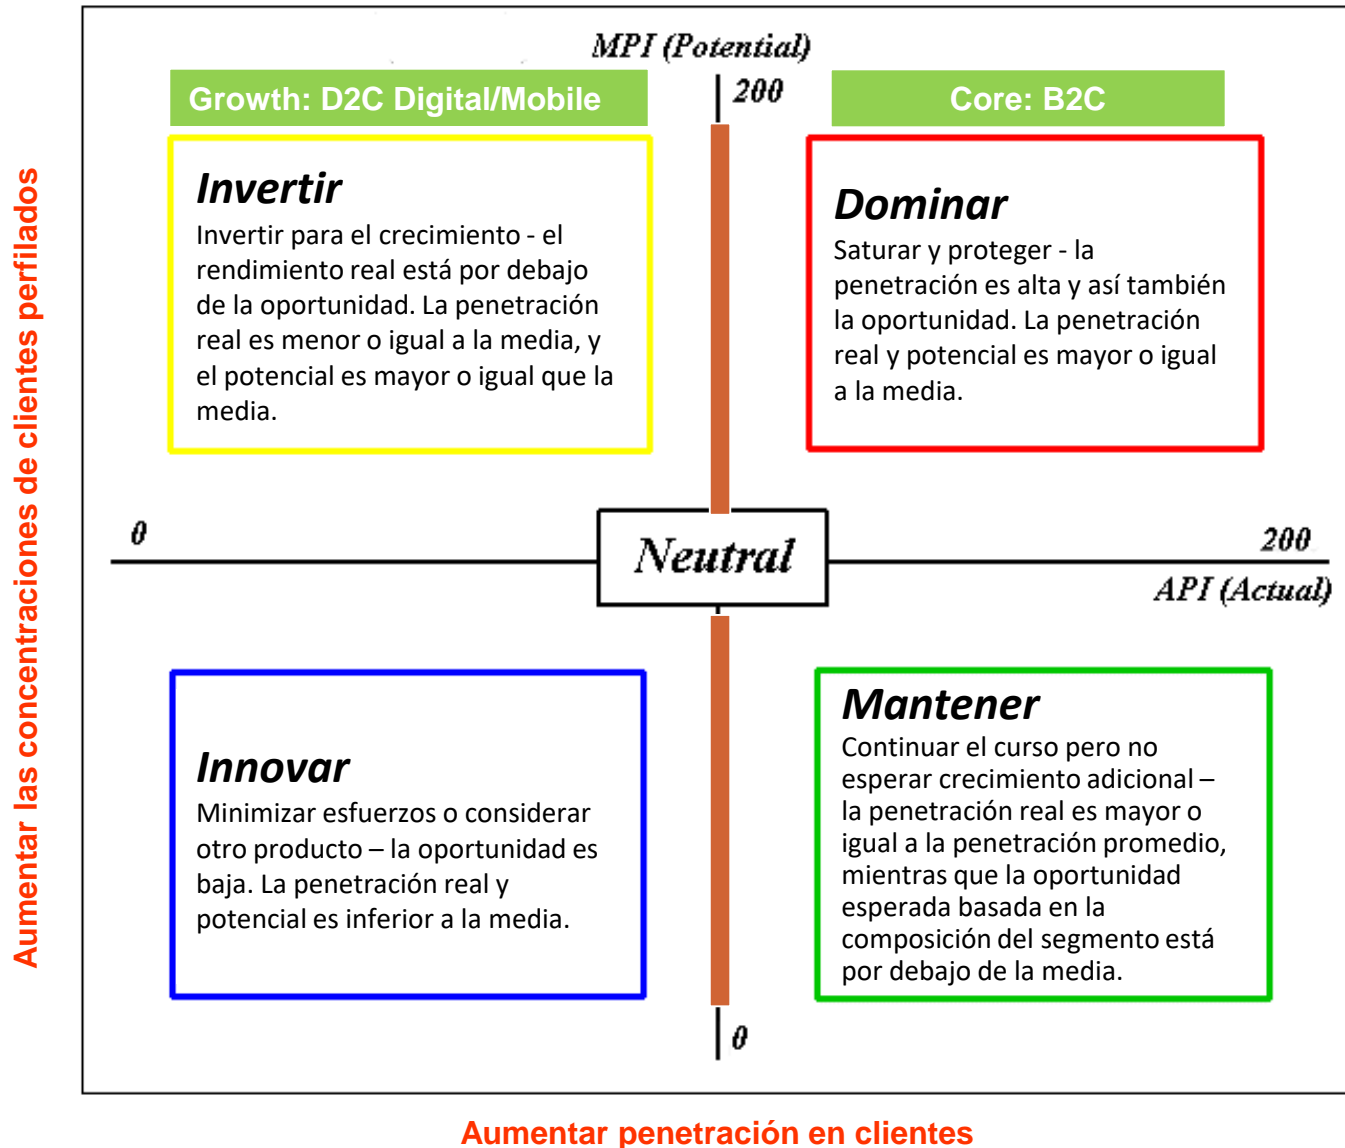 MPI (Potential)
200
Growth: D2C Digital/Mobile
Core: B2C
Invertir
Invertir para el crecimiento - el
rendimiento real está por debajo
de la oportunidad. La penetración
real es menor o igual a la media, y
el potencial es mayor o igual que la
media.
Dominar
Saturar y proteger - la
penetración es alta y así también
la oportunidad. La penetración
real y potencial es mayor o igual
a la media.
Aumentar las concentraciones de clientes perfilados
0
Neutral
200
API (Actual)
Innovar
Minimizar esfuerzos o considerar
otro producto – la oportunidad es
baja. La penetración real y
potencial es inferior a la media.
Mantener
Continuar el curso pero no
esperar crecimiento adicional –
la penetración real es mayor o
igual a la penetración promedio,
mientras que la oportunidad
esperada basada en la
composición del segmento está
por debajo de la media.
0
Aumentar penetración en clientes